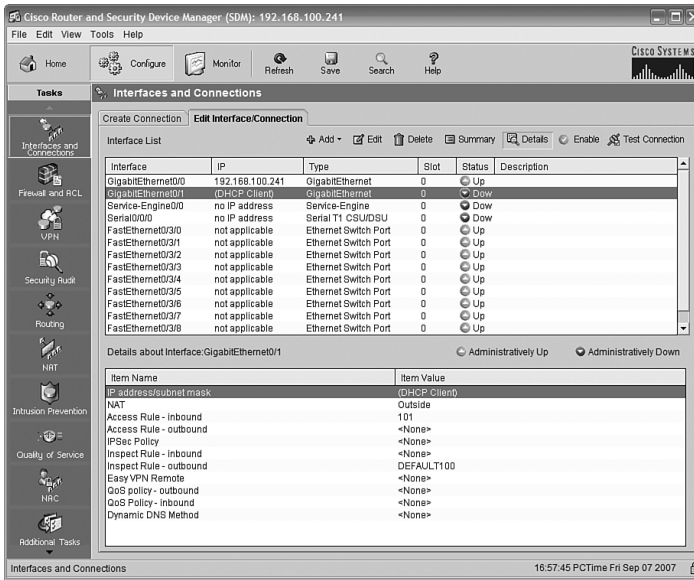 Cisco Router and Security Device Manager (SDM): 192.168.100.241
File Edit View Tools Help
Home Configure Monitor Refresh Save Search Help
CISCO SYSTEMS
Tasks
Interfaces and Connections
Interfaces and Connections
Firewall and ACL
VPN
Security Audit
Routing
NAT
Intrusion Prevention
Quality of Service
NAC
Additional Tasks
Create Connection Edit Interface/Connection
Interface List Add Edit Delete Summary Details Enable Test Connection
Interface IP Type Slot Status Description
GigabitEthernet0/0 192.168.100.241 GigabitEthernet 0 Up
GigabitEthernet0/1 (DHCP Client) GigabitEthernet 0 Dow
Service-Engine0/0 no IP address Service-Engine 0 Dow
Serial0/0/0 no IP address Serial T1 CSU/DSU 0 Dow
FastEthernet0/3/0 not applicable Ethernet Switch Port 0 Up
FastEthernet0/3/1 not applicable Ethernet Switch Port 0 Up
FastEthernet0/3/2 not applicable Ethernet Switch Port 0 Up
FastEthernet0/3/3 not applicable Ethernet Switch Port 0 Up
FastEthernet0/3/4 not applicable Ethernet Switch Port 0 Up
FastEthernet0/3/5 not applicable Ethernet Switch Port 0 Up
FastEthernet0/3/6 not applicable Ethernet Switch Port 0 Up
FastEthernet0/3/7 not applicable Ethernet Switch Port 0 Up
FastEthernet0/3/8 not applicable Ethernet Switch Port 0 Up
Details about Interface:GigabitEthernet0/1 Administratively Up Administratively Down
Item Name Item Value
IP address/subnet mask (DHCP Client)
NAT Outside
Access Rule - inbound 101
Access Rule - outbound <None>
IPSec Policy <None>
Inspect Rule - inbound <None>
Inspect Rule - outbound DEFAULT100
Easy VPN Remote <None>
QoS policy - outbound <None>
QoS Policy - inbound <None>
Dynamic DNS Method <None>
Interfaces and Connections 16:57:45 PCTime Fri Sep 07 2007